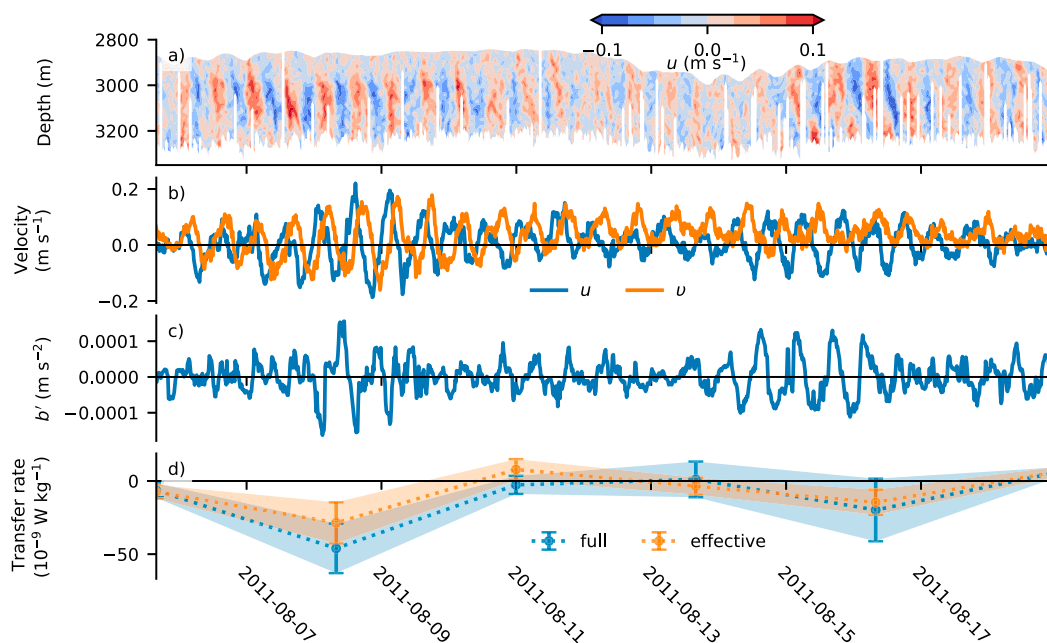 −0.1 0.0 0.1
u (m s⁻¹)
a)
2800
3000
3200
Depth (m)
b)
0.2
0.0
−0.2
Velocity
(m s⁻¹)
u
υ
c)
0.0001
0.0000
−0.0001
b′ (m s⁻²)
d)
0
−50
Transfer rate
(10⁻⁹ W kg⁻¹)
full
effective
2011-08-07
2011-08-09
2011-08-11
2011-08-13
2011-08-15
2011-08-17